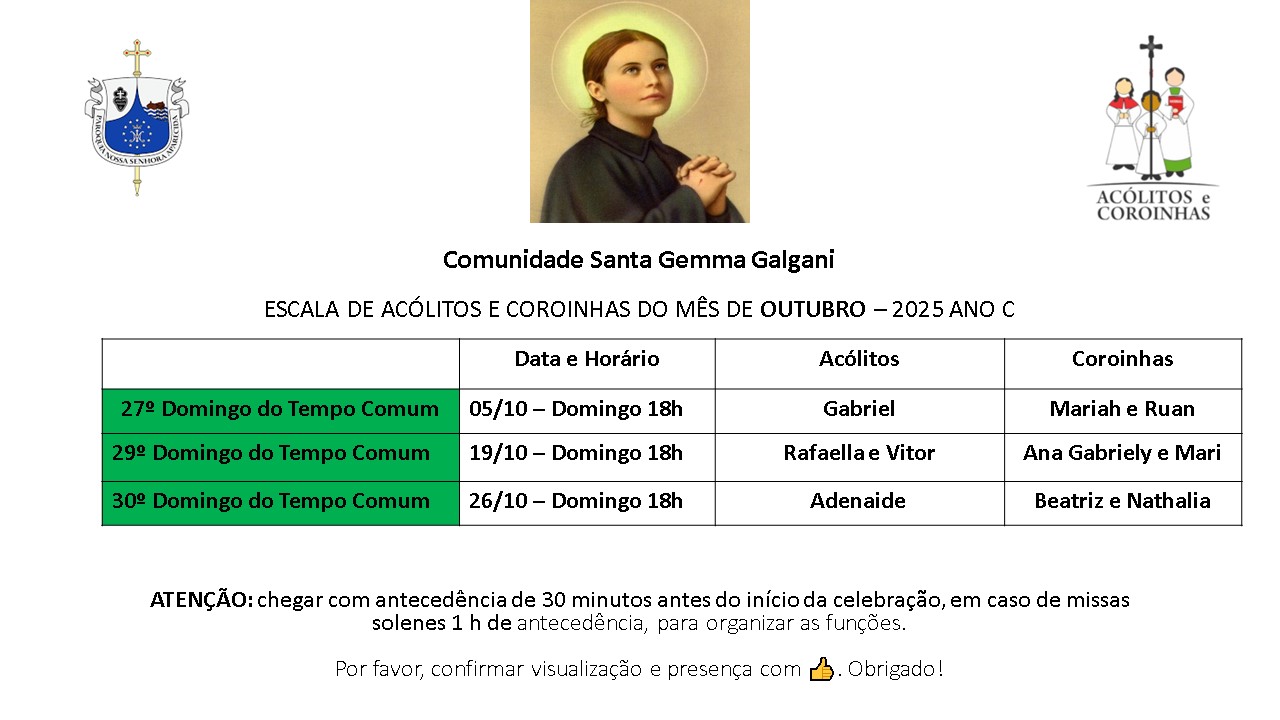 PARÓQUIA NOSSA SENHORA APARECIDA
ACÓLITOS e
COROINHAS
Comunidade Santa Gemma Galgani
ESCALA DE ACÓLITOS E COROINHAS DO MÊS DE OUTUBRO – 2025 ANO C
Data e Horário Acólitos Coroinhas
27º Domingo do Tempo Comum 05/10 – Domingo 18h Gabriel Mariah e Ruan
29º Domingo do Tempo Comum 19/10 – Domingo 18h Rafaella e Vitor Ana Gabriely e Mari
30º Domingo do Tempo Comum 26/10 – Domingo 18h Adenaide Beatriz e Nathalia
ATENÇÃO: chegar com antecedência de 30 minutos antes do início da celebração, em caso de missas
solenes 1 h de antecedência, para organizar as funções.
Por favor, confirmar visualização e presença com 👍. Obrigado!